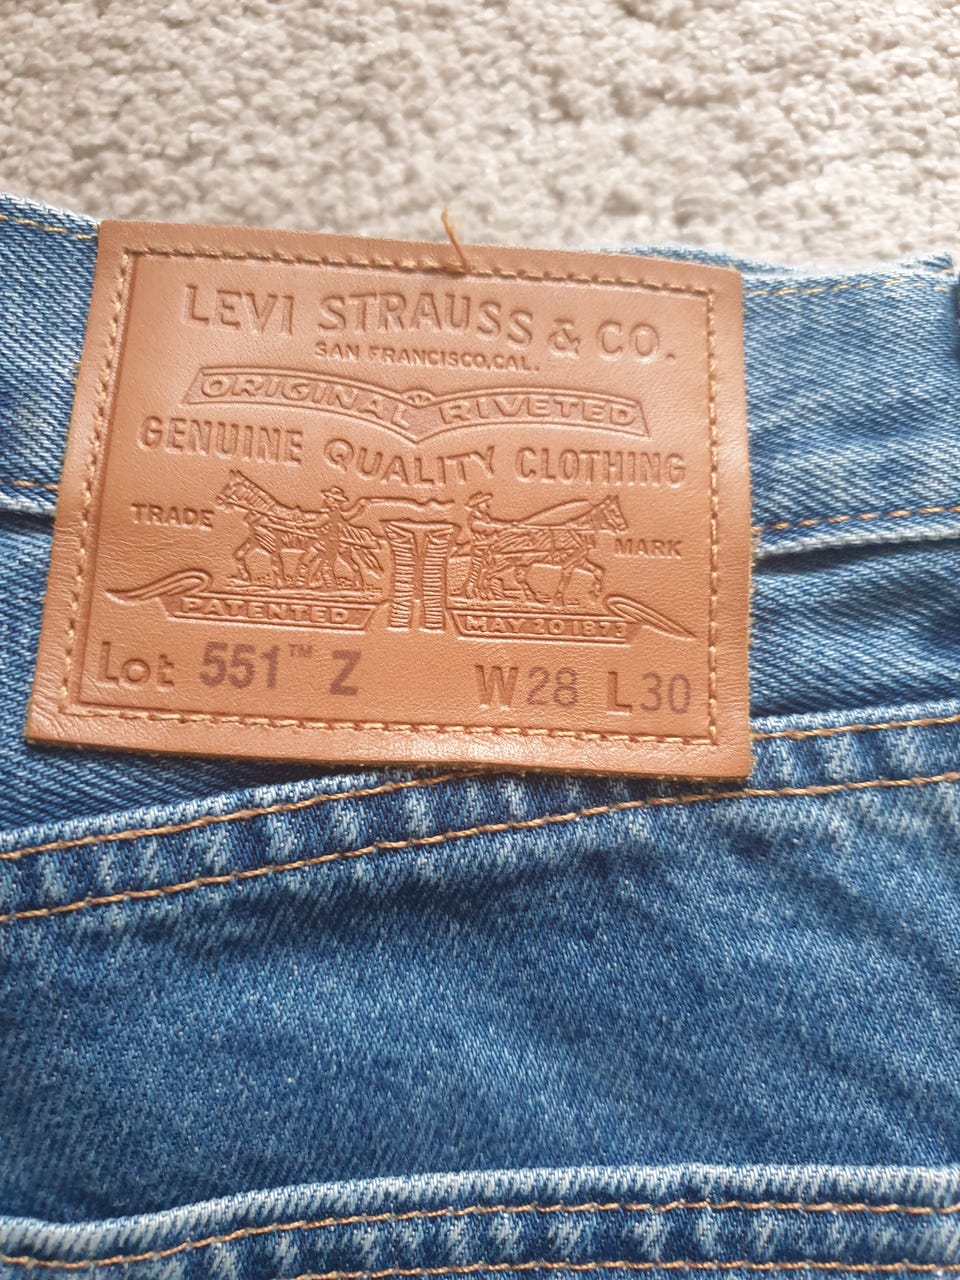 LEVI STRAUSS & CO.
SAN FRANCISCO, CAL.
ORIGINAL RIVETED
GENUINE QUALITY CLOTHING
TRADE MARK
PATENTED MAY 20 1873
Lot 551™ Z W28 L30